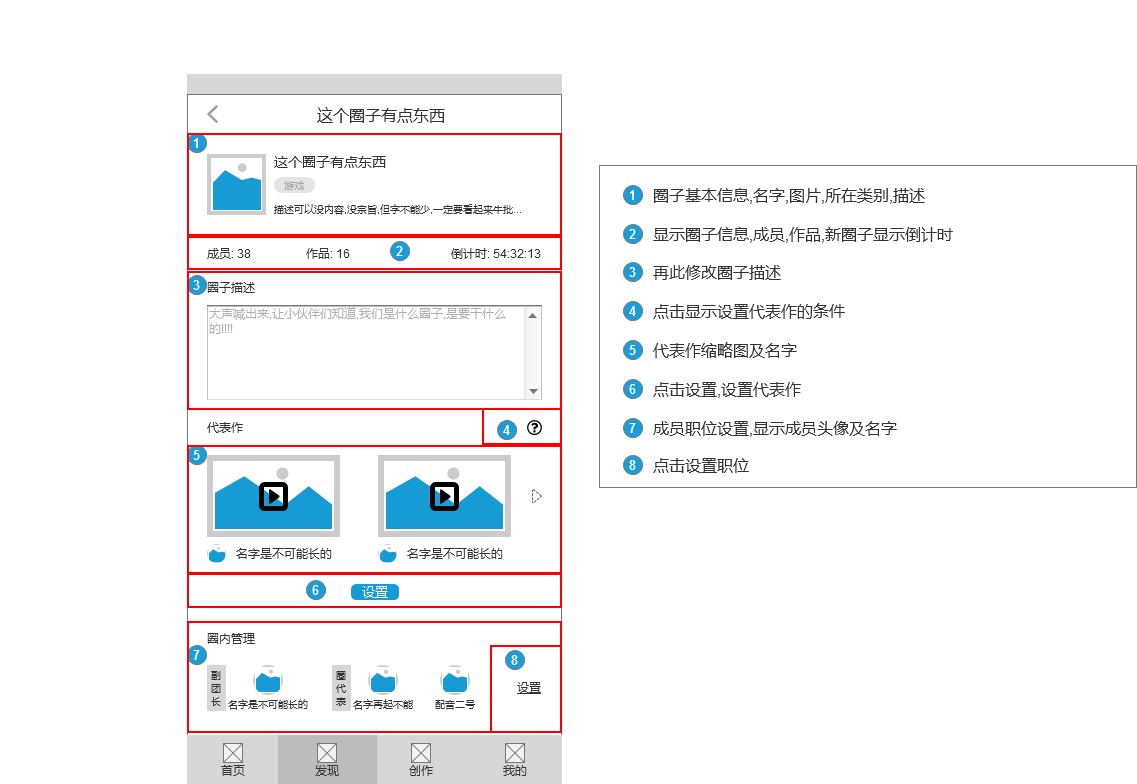 这个圈子有点东西
1
这个圈子有点东西
游戏
描述可以没内容,没宗旨,但字不能少,一定要看起来牛批...
成员: 38
作品: 16
2
倒计时: 54:32:13
3
圈子描述
大声喊出来,让小伙伴们知道,我们是什么圈子,是要干什么
的!!!!
代表作
4
?
5
名字是不可能长的
名字是不可能长的
6
设置
圈内管理
7
副
团
长
名字是不可能长的
圈
代
表
名字再起不能
配音二号
8
设置
首页
发现
创作
我的
1 圈子基本信息,名字,图片,所在类别,描述
2 显示圈子信息,成员,作品,新圈子显示倒计时
3 再此修改圈子描述
4 点击显示设置代表作的条件
5 代表作缩略图及名字
6 点击设置,设置代表作
7 成员职位设置,显示成员头像及名字
8 点击设置职位